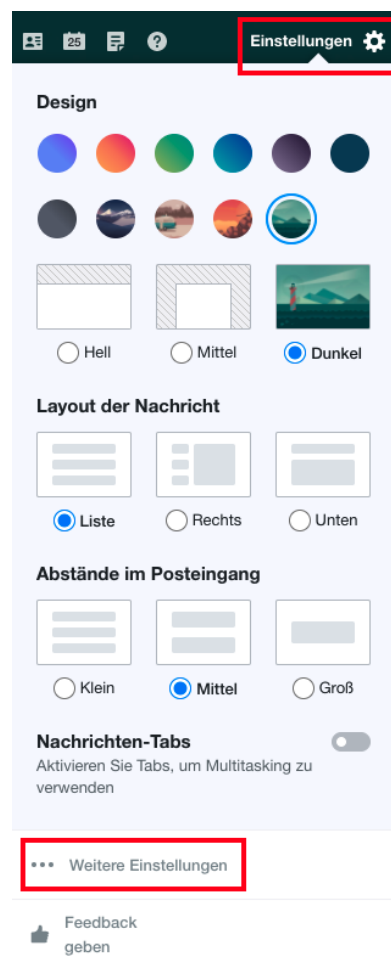 25 Einstellungen
Design
Hell Mittel Dunkel
Layout der Nachricht
Liste Rechts Unten
Abstände im Posteingang
Klein Mittel Groß
Nachrichten-Tabs
Aktivieren Sie Tabs, um Multitasking zu
verwenden
Weitere Einstellungen
Feedback
geben